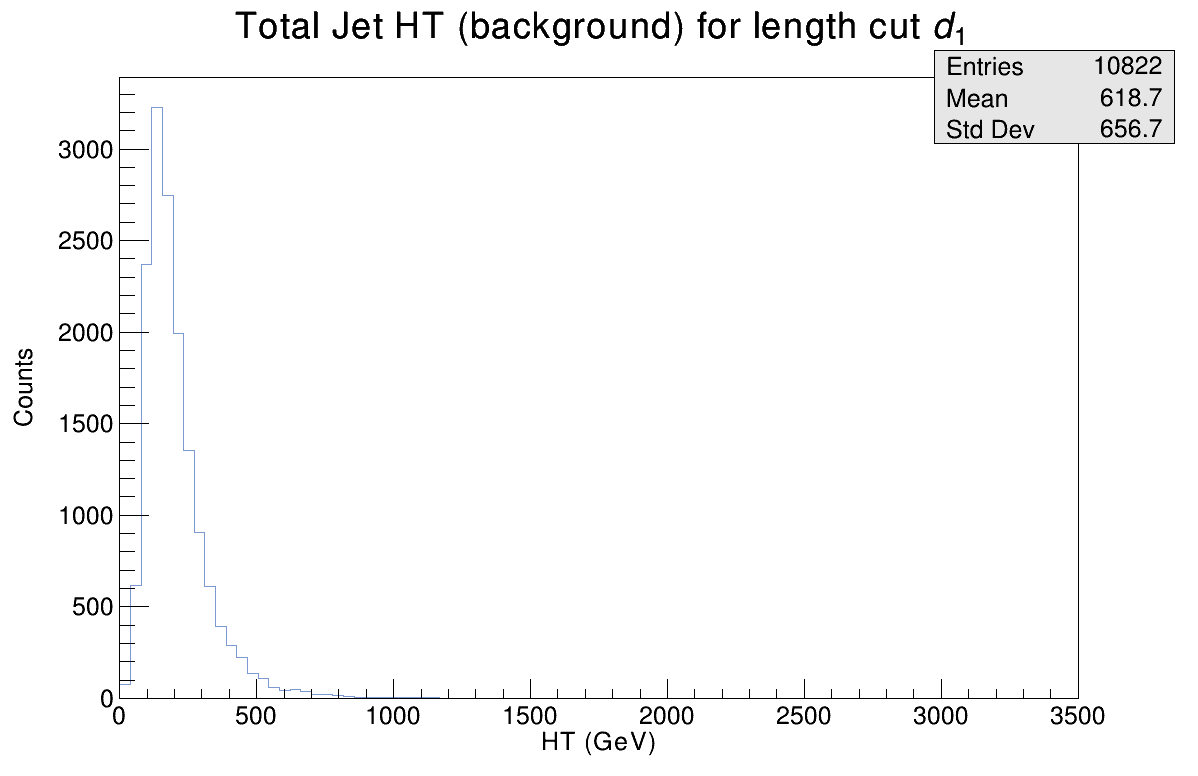 Total Jet HT (background) for length cut d₁
Entries 10822
Mean 618.7
Std Dev 656.7
3000
2500
2000
1500
1000
500
0
Counts
0 500 1000 1500 2000 2500 3000 3500
HT (GeV)